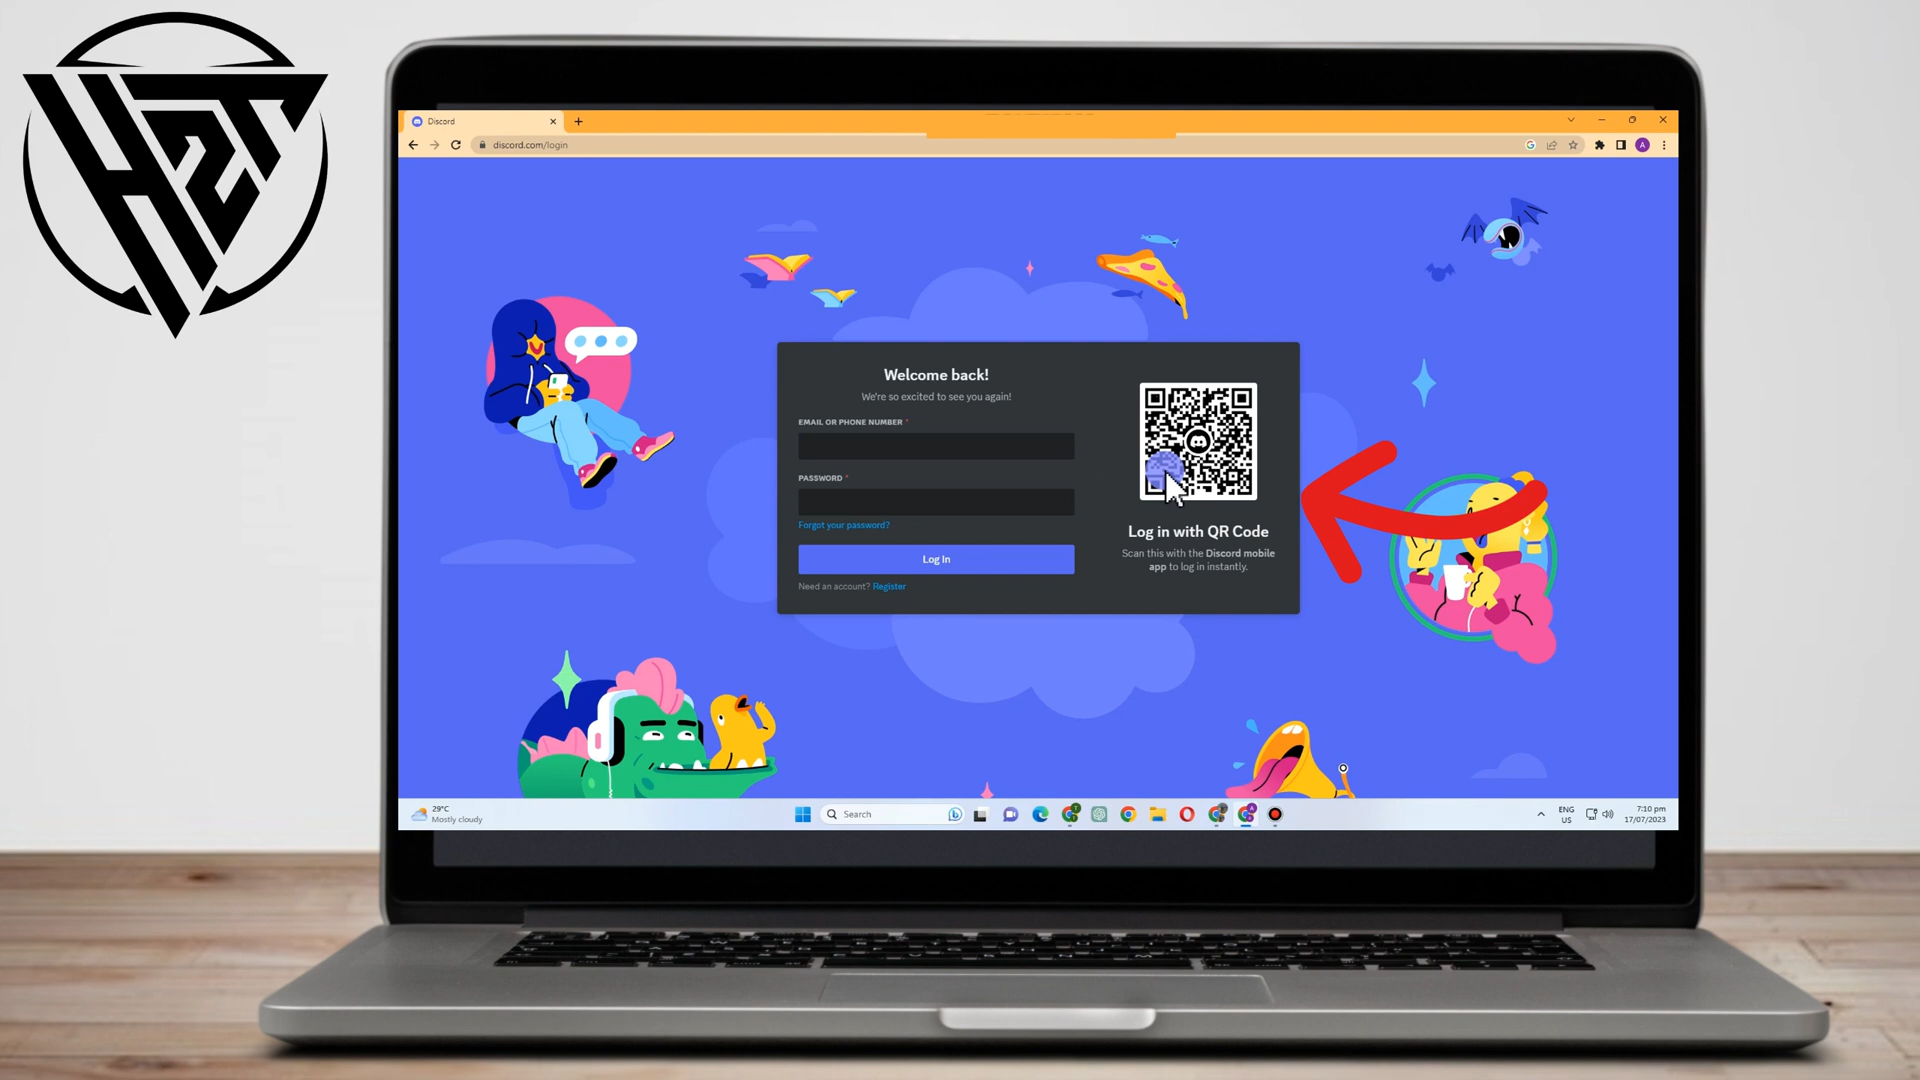 H2T
Discord
discord.com/login
A
Welcome back!
We're so excited to see you again!
EMAIL OR PHONE NUMBER *
PASSWORD *
Forgot your password?
Log In
Need an account? Register
Log in with QR Code
Scan this with the Discord mobile
app to log in instantly.
29°C
Mostly cloudy
Search
ENG
US
7:10 pm
17/07/2023